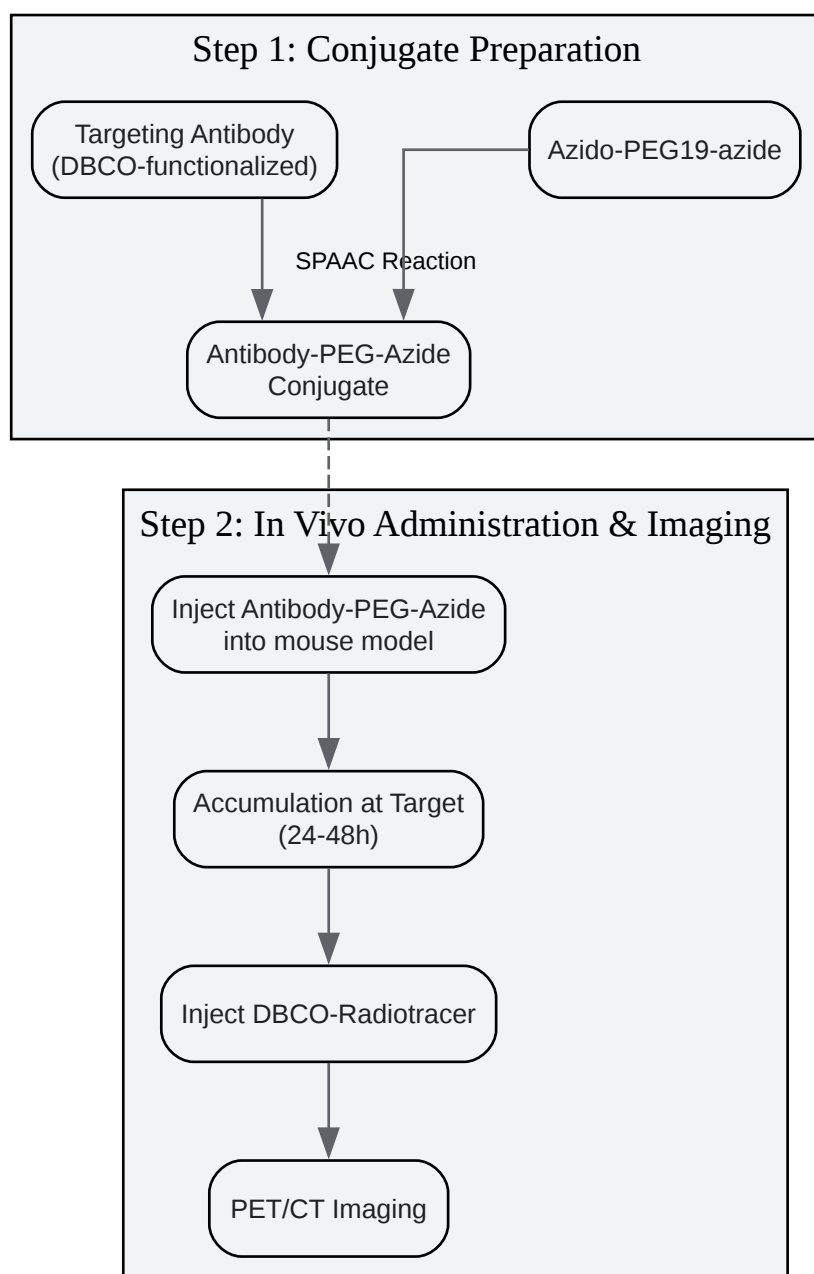 Step 1: Conjugate Preparation
Targeting Antibody
(DBCO-functionalized)
Azido-PEG19-azide
SPAAC Reaction
Antibody-PEG-Azide
Conjugate
Step 2: In Vivo Administration & Imaging
Inject Antibody-PEG-Azide
into mouse model
Accumulation at Target
(24-48h)
Inject DBCO-Radiotracer
PET/CT Imaging